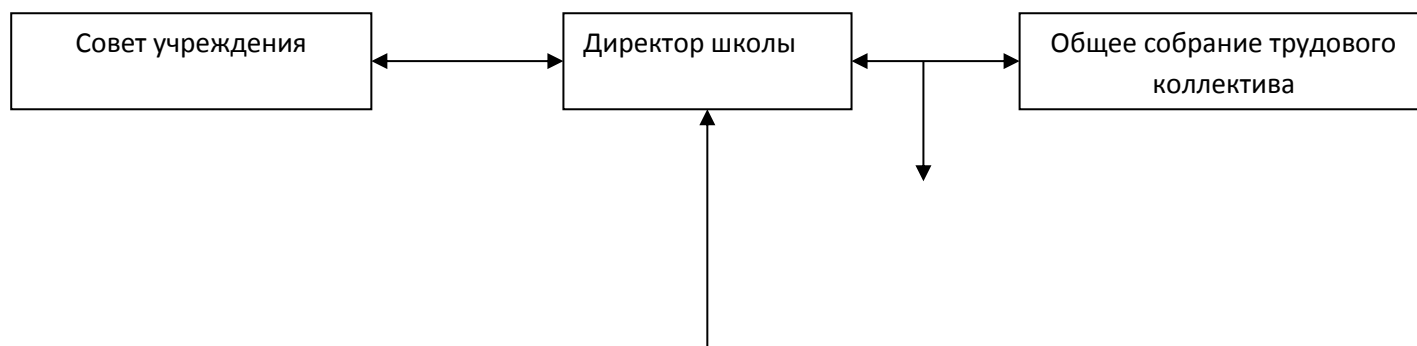 Совет учреждения
Директор школы
Общее собрание трудового
коллектива